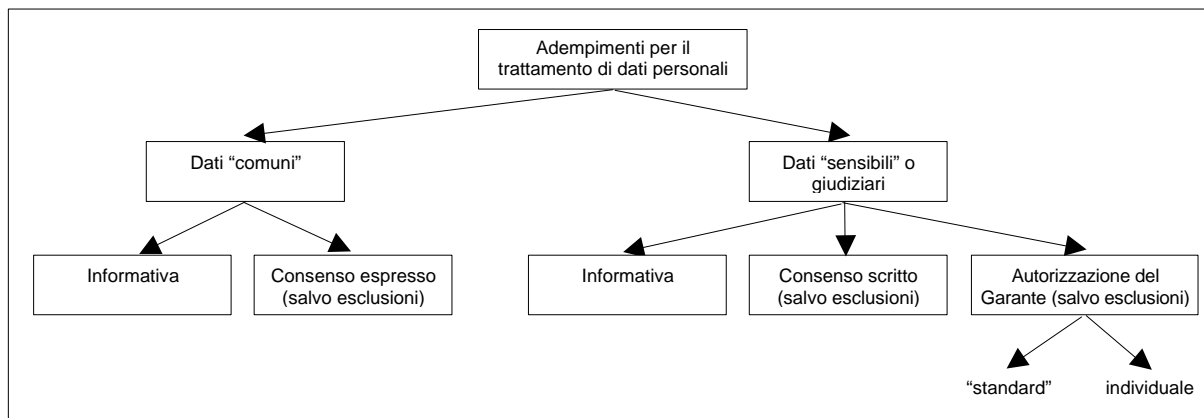 Adempimenti per il
trattamento di dati personali
Dati “comuni”
Dati “sensibili” o
giudiziari
Informativa
Consenso espresso
(salvo esclusioni)
Informativa
Consenso scritto
(salvo esclusioni)
Autorizzazione del
Garante (salvo esclusioni)
“standard”
individuale